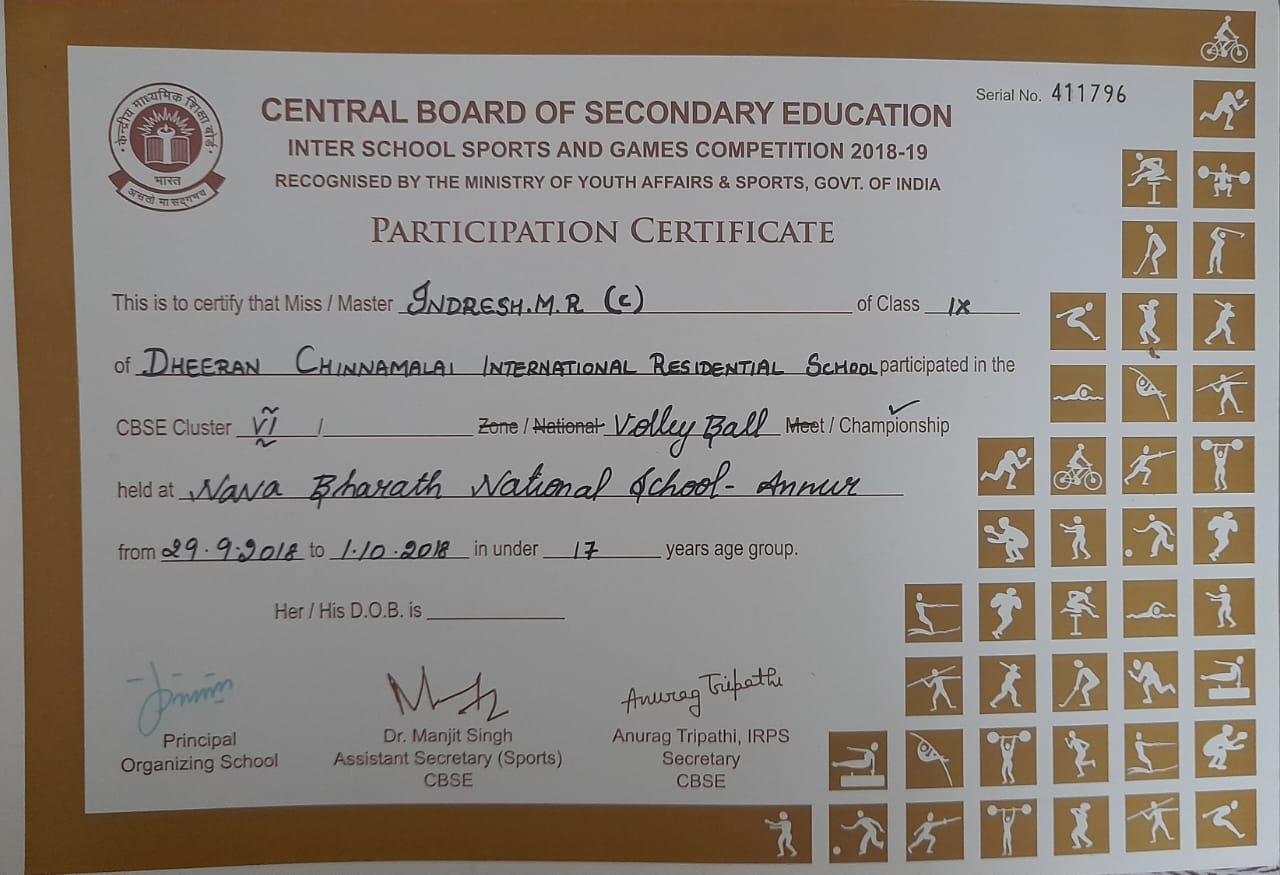 Serial No. 411796
केन्द्रीय माध्यमिक शिक्षा बोर्ड
भारत
असतो मा सद्गमय
CENTRAL BOARD OF SECONDARY EDUCATION
INTER SCHOOL SPORTS AND GAMES COMPETITION 2018-19
RECOGNISED BY THE MINISTRY OF YOUTH AFFAIRS & SPORTS, GOVT. OF INDIA
PARTICIPATION CERTIFICATE
This is to certify that Miss / Master INDRESH.M.R (C) of Class IX
of DHEERAN CHINNAMALAI INTERNATIONAL RESIDENTIAL SCHOOL participated in the
CBSE Cluster VI / Zone / National Volley Ball Meet / Championship
held at Nava Bharath National School- Annur
from 29.9.2018 to 1.10.2018 in under 17 years age group.
Her / His D.O.B. is
Anurag Tripathi
Principal
Organizing School
Dr. Manjit Singh
Assistant Secretary (Sports)
CBSE
Anurag Tripathi, IRPS
Secretary
CBSE